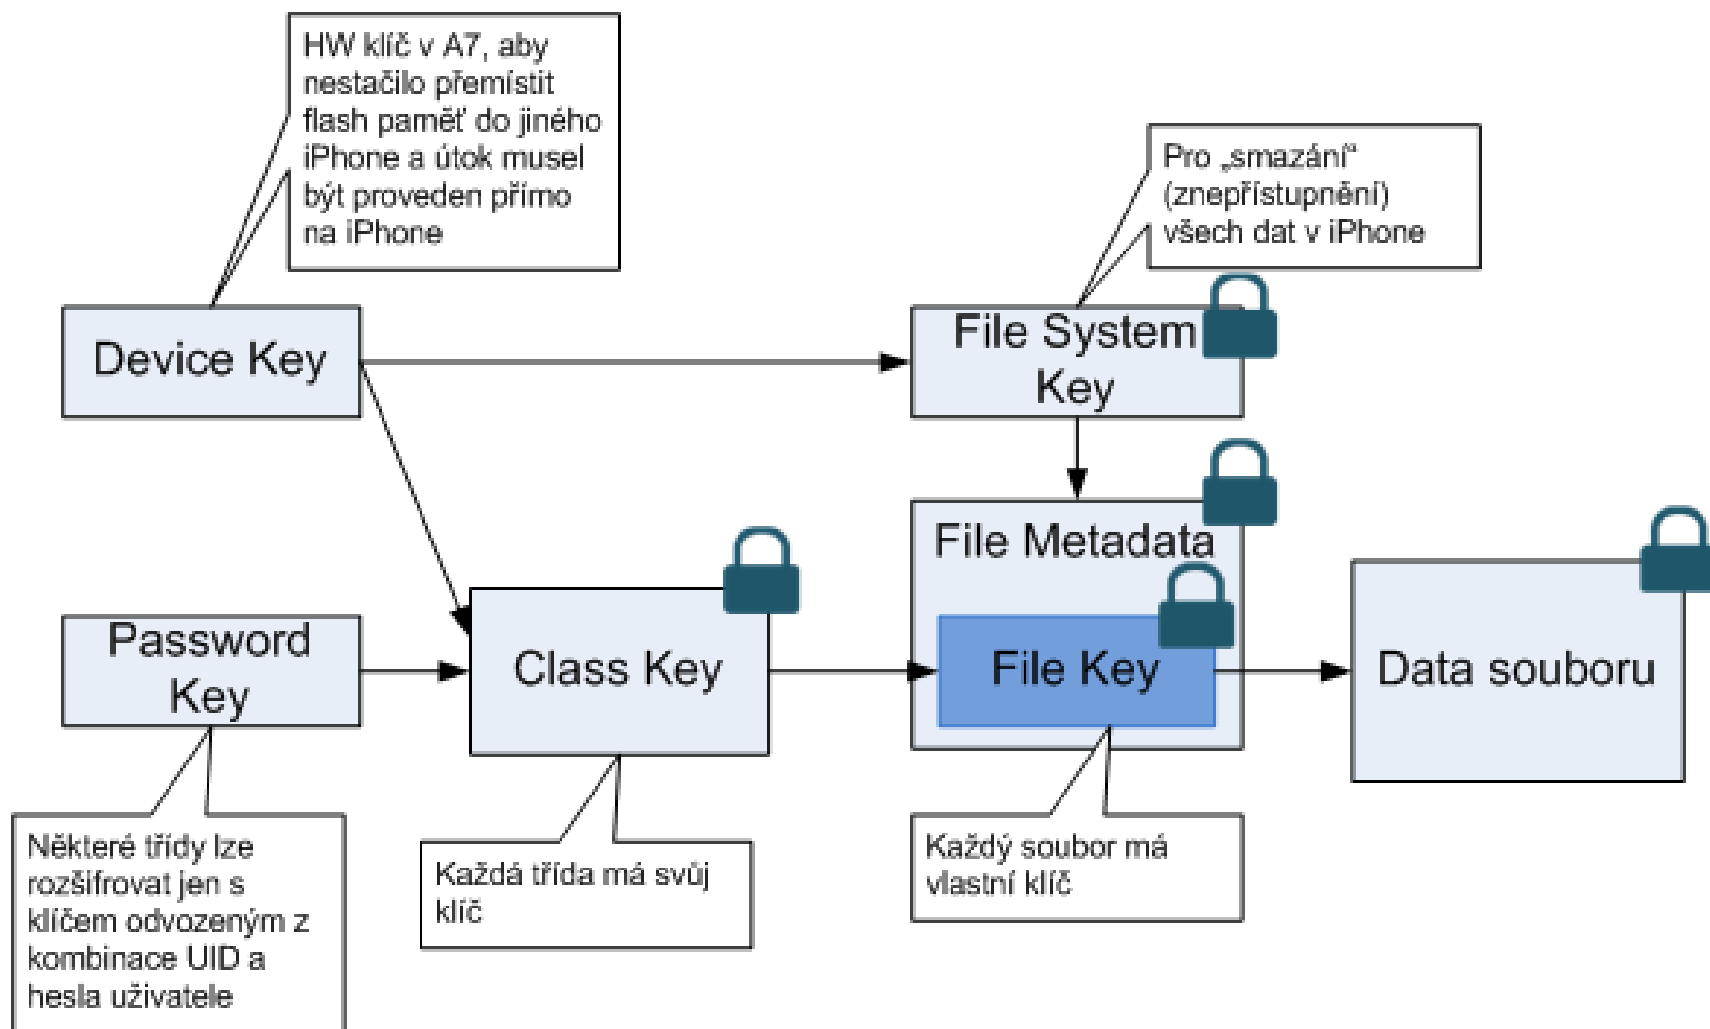 HW klíč v A7, aby
nestačilo přemístit
flash paměť do jiného
iPhone a útok musel
být proveden přímo
na iPhone
Pro „smazání“
(znepřístupnění)
všech dat v iPhone
Device Key
File System
Key
File Metadata
Password
Key
Class Key
File Key
Data souboru
Některé třídy lze
rozšifrovat jen s
klíčem odvozeným z
kombinace UID a
hesla uživatele
Každá třída má svůj
klíč
Každý soubor má
vlastní klíč